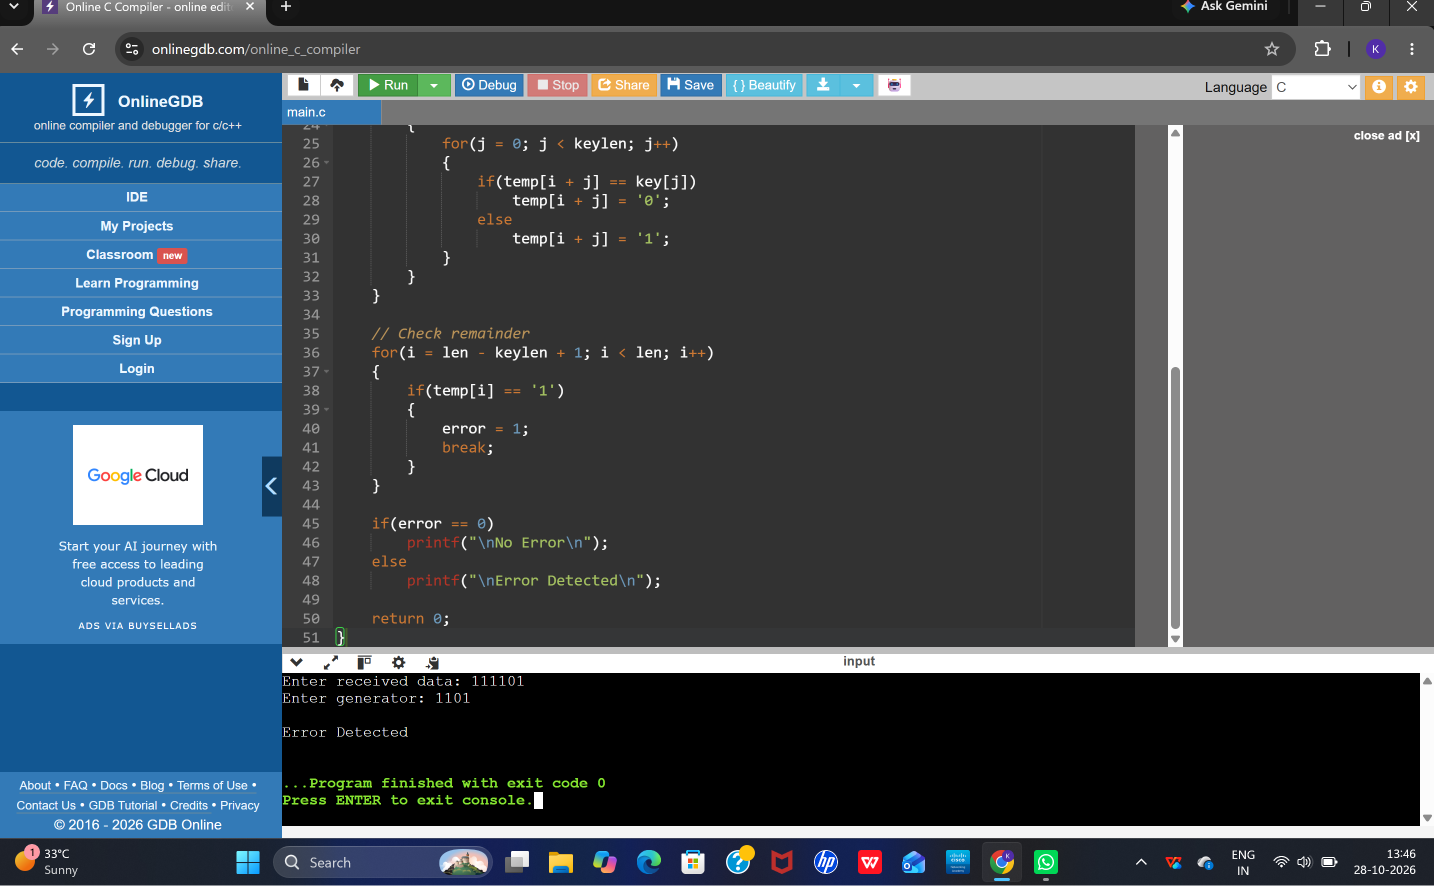 Online C Compiler - online edit
Ask Gemini
onlinegdb.com/online_c_compiler
K
OnlineGDB
online compiler and debugger for c/c++
code. compile. run. debug. share.
IDE
My Projects
Classroom new
Learn Programming
Programming Questions
Sign Up
Login
Google Cloud
Start your AI journey with
free access to leading
cloud products and
services.
ADS VIA BUYSELLADS
About • FAQ • Docs • Blog • Terms of Use •
Contact Us • GDB Tutorial • Credits • Privacy
© 2016 - 2026 GDB Online
Run Debug Stop Share Save { } Beautify
Language C
main.c
close ad [x]
24 {
25 for(j = 0; j < keylen; j++)
26 {
27 if(temp[i + j] == key[j])
28 temp[i + j] = '0';
29 else
30 temp[i + j] = '1';
31 }
32 }
33 }
34
35 // Check remainder
36 for(i = len - keylen + 1; i < len; i++)
37 {
38 if(temp[i] == '1')
39 {
40 error = 1;
41 break;
42 }
43 }
44
45 if(error == 0)
46 printf("\nNo Error\n");
47 else
48 printf("\nError Detected\n");
49
50 return 0;
51 }
input
Enter received data: 111101
Enter generator: 1101
Error Detected
...Program finished with exit code 0
Press ENTER to exit console.
1
33°C
Sunny
Search
ENG
IN
13:46
28-10-2026